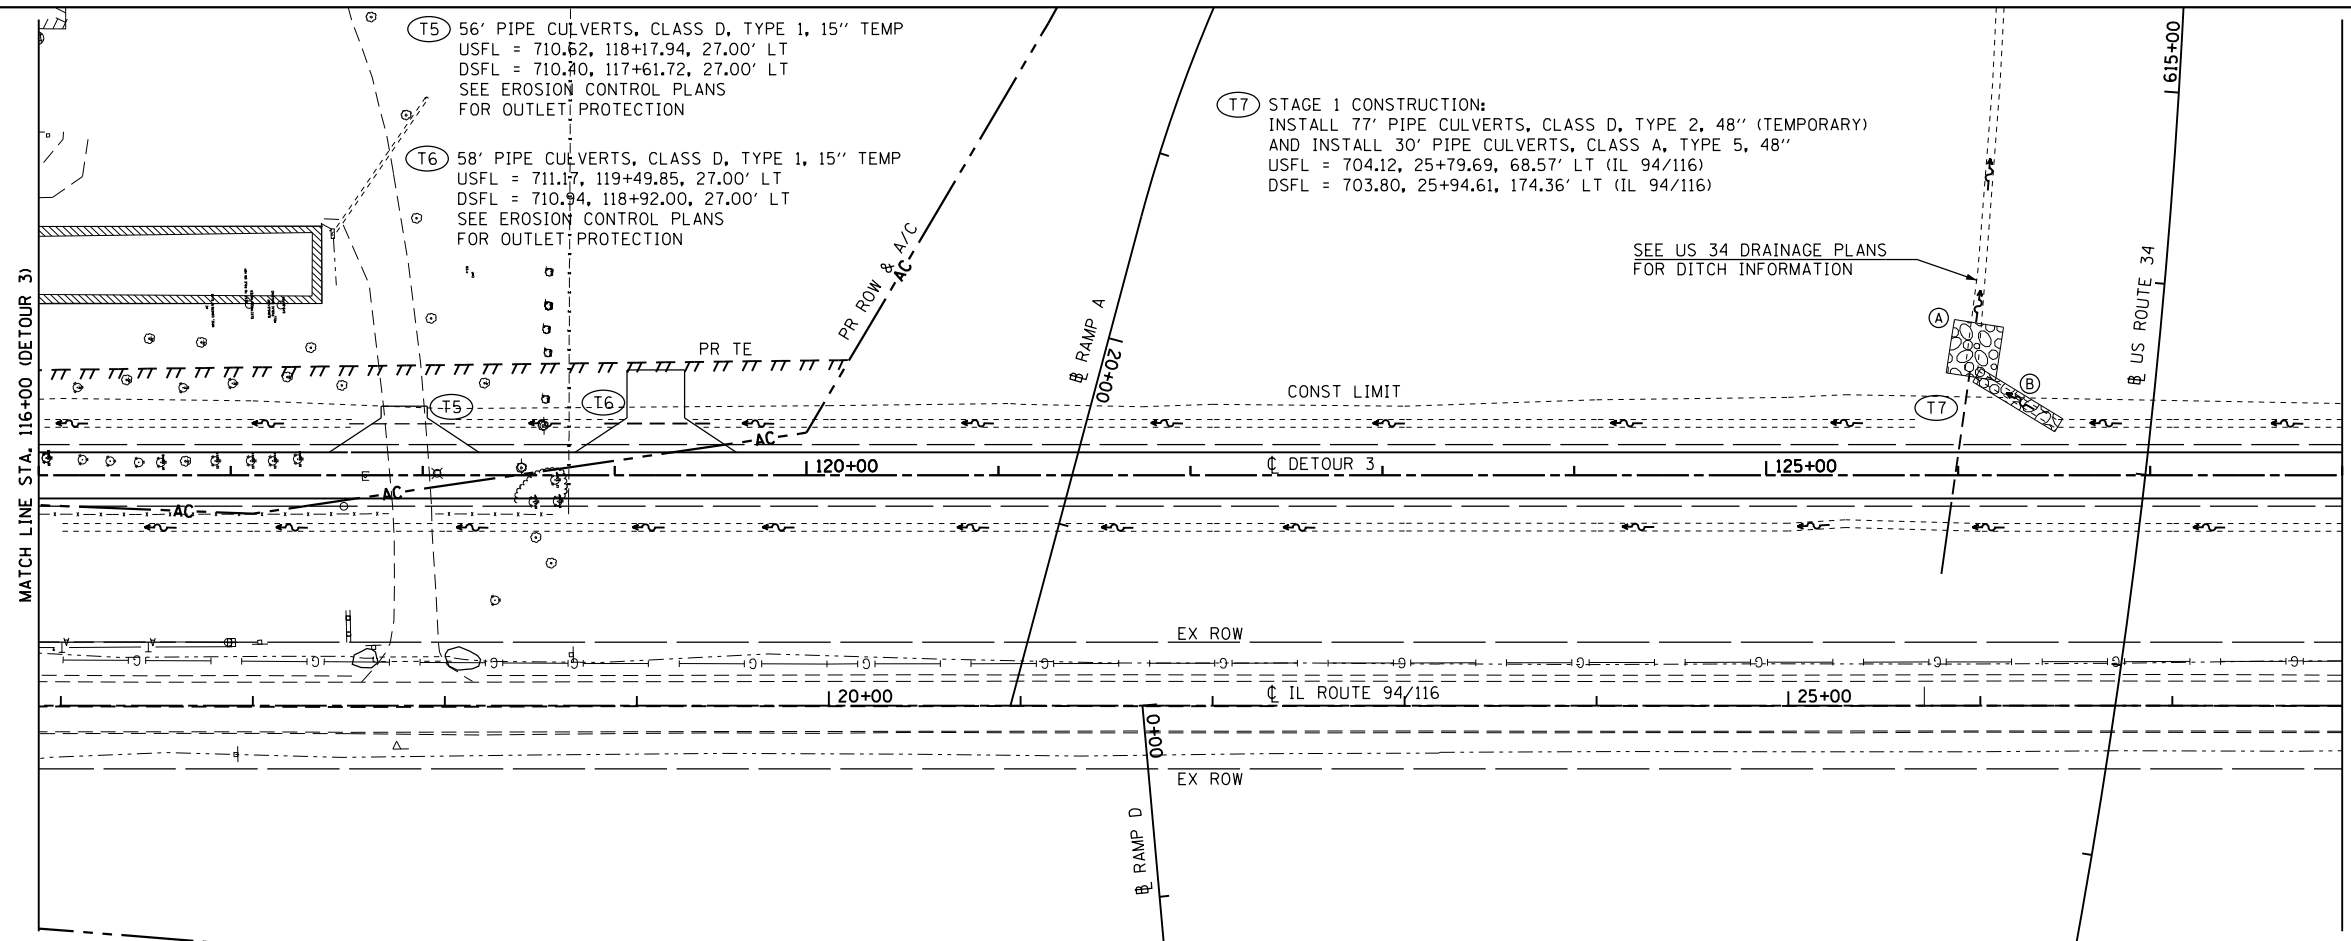 T5 56' PIPE CULVERTS, CLASS D, TYPE 1, 15'' TEMP
USFL = 710.62, 118+17.94, 27.00' LT
DSFL = 710.40, 117+61.72, 27.00' LT
SEE EROSION CONTROL PLANS
FOR OUTLET PROTECTION
T6 58' PIPE CULVERTS, CLASS D, TYPE 1, 15'' TEMP
USFL = 711.17, 119+49.85, 27.00' LT
DSFL = 710.94, 118+92.00, 27.00' LT
SEE EROSION CONTROL PLANS
FOR OUTLET PROTECTION
T7 STAGE 1 CONSTRUCTION:
INSTALL 77' PIPE CULVERTS, CLASS D, TYPE 2, 48'' (TEMPORARY)
AND INSTALL 30' PIPE CULVERTS, CLASS A, TYPE 5, 48''
USFL = 704.12, 25+79.69, 68.57' LT (IL 94/116)
DSFL = 703.80, 25+94.61, 174.36' LT (IL 94/116)
615+00
SEE US 34 DRAINAGE PLANS
FOR DITCH INFORMATION
PR ROW & A/C
AC
℄ RAMP A
20+00
℄ US ROUTE 34
MATCH LINE STA. 116+00 (DETOUR 3)
PR TE
A
B
CONST LIMIT
T5
T6
T7
AC
120+00
℄ DETOUR 3
125+00
E
AC
AC
EX ROW
G G G G G G G G G G G G G
20+00
℄ IL ROUTE 94/116
25+00
0+00
EX ROW
℄ RAMP D